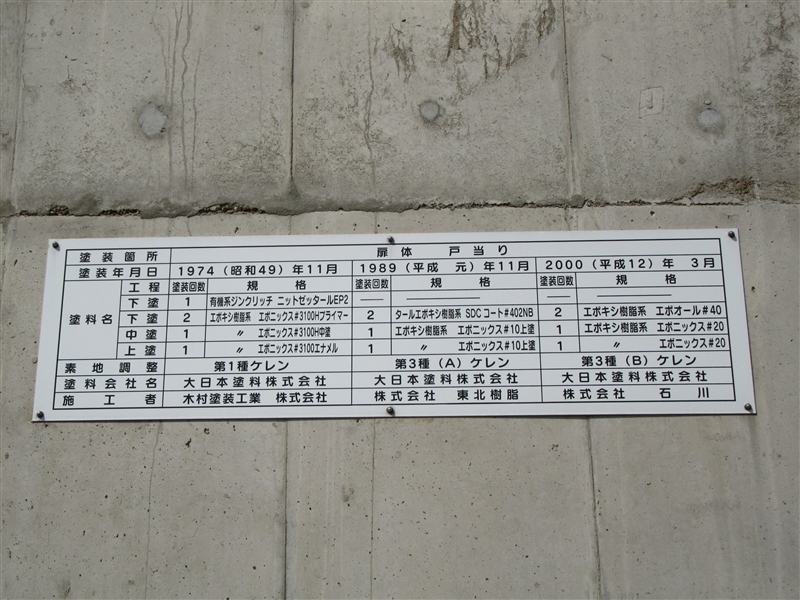 塗装箇所 扉体 戸当り
塗装年月日 1974(昭和49)年11月 1989(平成 元)年11月 2000(平成12)年 3月
塗料名 工程 塗装回数 規格 塗装回数 規格 塗装回数 規格
下塗 1 有機系ジンクリッチ ニットゼッタールEP2 —— ———— —— ————
下塗 2 エポキシ樹脂系 エポニックス#3100Hプライマー 2 タールエポキシ樹脂系 SDC コート#402NB 2 エポキシ樹脂系 エポオール#40
中塗 1 〃 エポニックス#3100H中塗 1 エポキシ樹脂系 エポニックス#10上塗 1 エポキシ樹脂系 エポニックス#20
上塗 1 〃 エポニックス#3100エナメル 1 〃 エポニックス#10上塗 1 〃 エポニックス#20
素地調整 第1種ケレン 第3種(A)ケレン 第3種(B)ケレン
塗料会社名 大日本塗料株式会社 大日本塗料株式会社 大日本塗料株式会社
施工者 木村塗装工業 株式会社 株式会社 東北樹脂 株式会社 石川